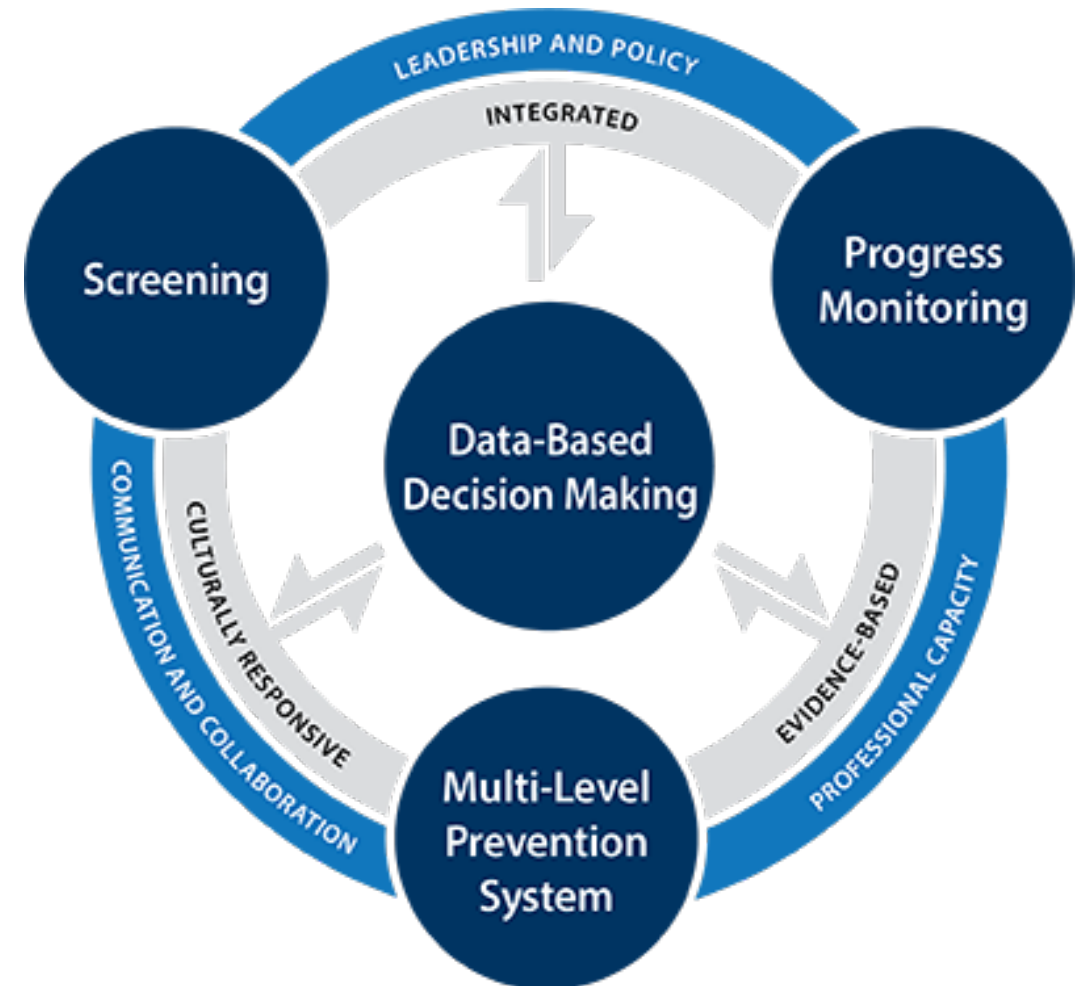 LEADERSHIP AND POLICY
INTEGRATED
Screening
Progress
Monitoring
Data-Based
Decision Making
COMMUNICATION AND COLLABORATION
CULTURALLY RESPONSIVE
EVIDENCE-BASED
PROFESSIONAL CAPACITY
Multi-Level
Prevention
System